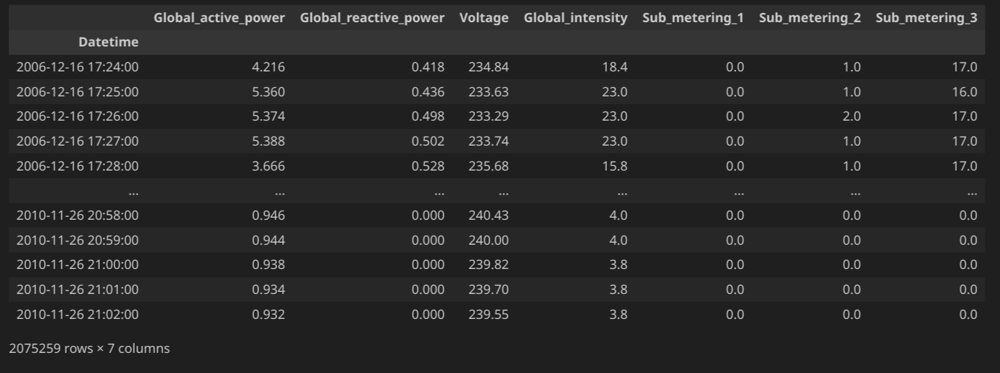 Global_active_power Global_reactive_power Voltage Global_intensity Sub_metering_1 Sub_metering_2 Sub_metering_3
Datetime
2006-12-16 17:24:00 4.216 0.418 234.84 18.4 0.0 1.0 17.0
2006-12-16 17:25:00 5.360 0.436 233.63 23.0 0.0 1.0 16.0
2006-12-16 17:26:00 5.374 0.498 233.29 23.0 0.0 2.0 17.0
2006-12-16 17:27:00 5.388 0.502 233.74 23.0 0.0 1.0 17.0
2006-12-16 17:28:00 3.666 0.528 235.68 15.8 0.0 1.0 17.0
... ... ... ... ... ... ... ...
2010-11-26 20:58:00 0.946 0.000 240.43 4.0 0.0 0.0 0.0
2010-11-26 20:59:00 0.944 0.000 240.00 4.0 0.0 0.0 0.0
2010-11-26 21:00:00 0.938 0.000 239.82 3.8 0.0 0.0 0.0
2010-11-26 21:01:00 0.934 0.000 239.70 3.8 0.0 0.0 0.0
2010-11-26 21:02:00 0.932 0.000 239.55 3.8 0.0 0.0 0.0
2075259 rows × 7 columns